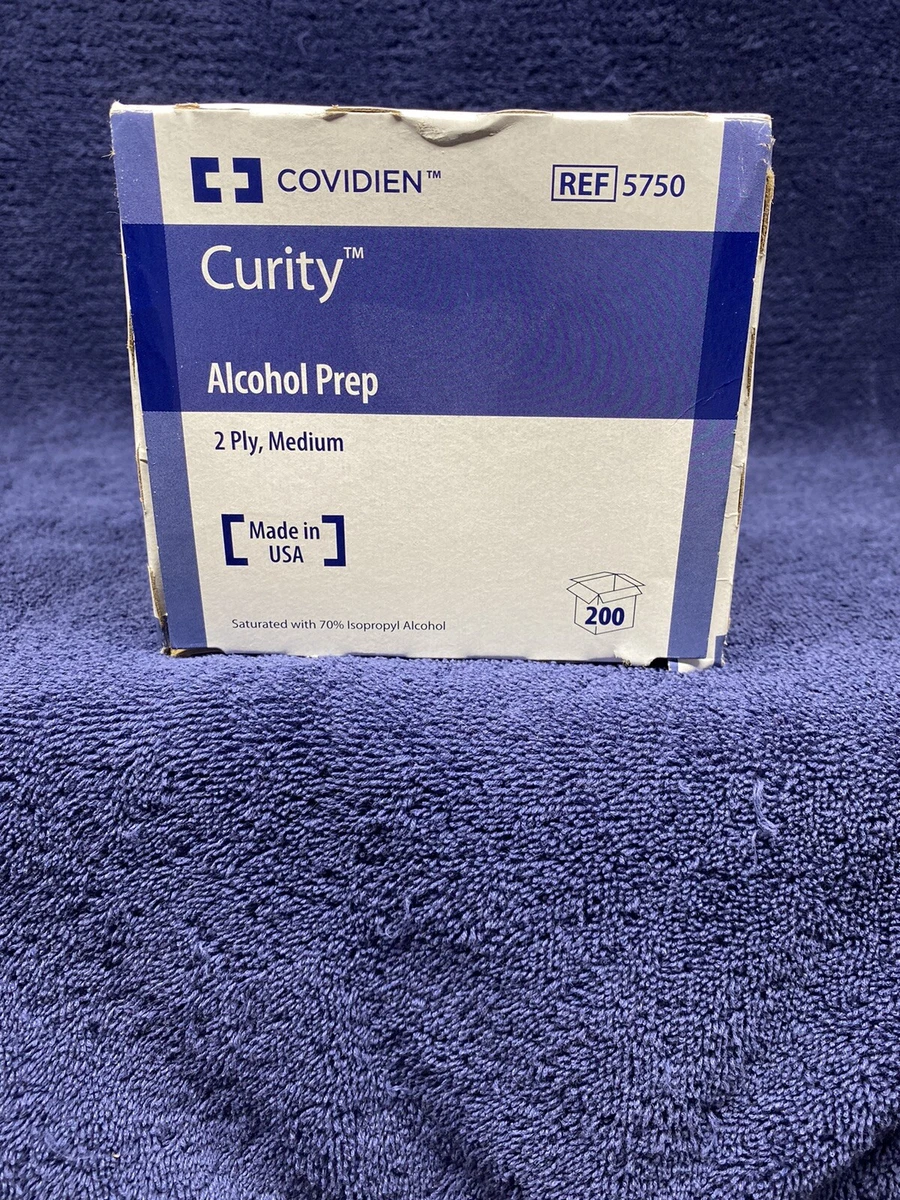 COVIDIEN™
REF 5750
Curity™
Alcohol Prep
2 Ply, Medium
Made in
USA
200
Saturated with 70% Isopropyl Alcohol